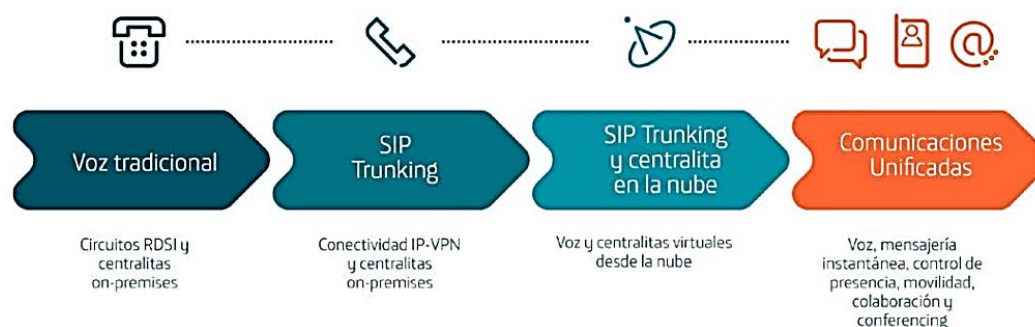 Voz tradicional
SIP
Trunking
SIP Trunking
y centralita
en la nube
Comunicaciones
Unificadas
Circuitos RDSI y
centralitas
on-premises
Conectividad IP-VPN
y centralitas
on-premises
Voz y centralitas virtuales
desde la nube
Voz, mensajería
instantánea, control de
presencia, movilidad,
colaboración y
conferencing